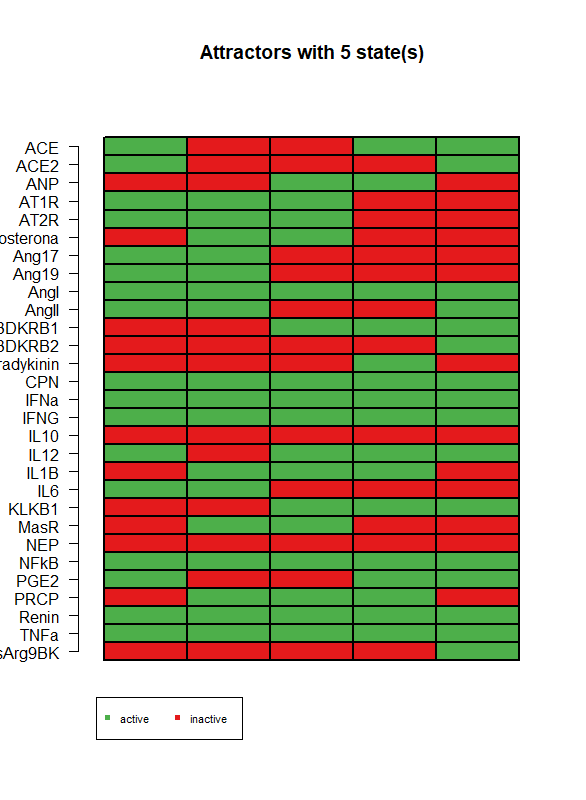 Attractors with 5 state(s)
ACE
ACE2
ANP
AT1R
AT2R
osterona
Ang17
Ang19
AngI
AngII
BDKRB1
BDKRB2
radykinin
CPN
IFNa
IFNG
IL10
IL12
IL1B
IL6
KLKB1
MasR
NEP
NFkB
PGE2
PRCP
Renin
TNFa
sArg9BK
active inactive